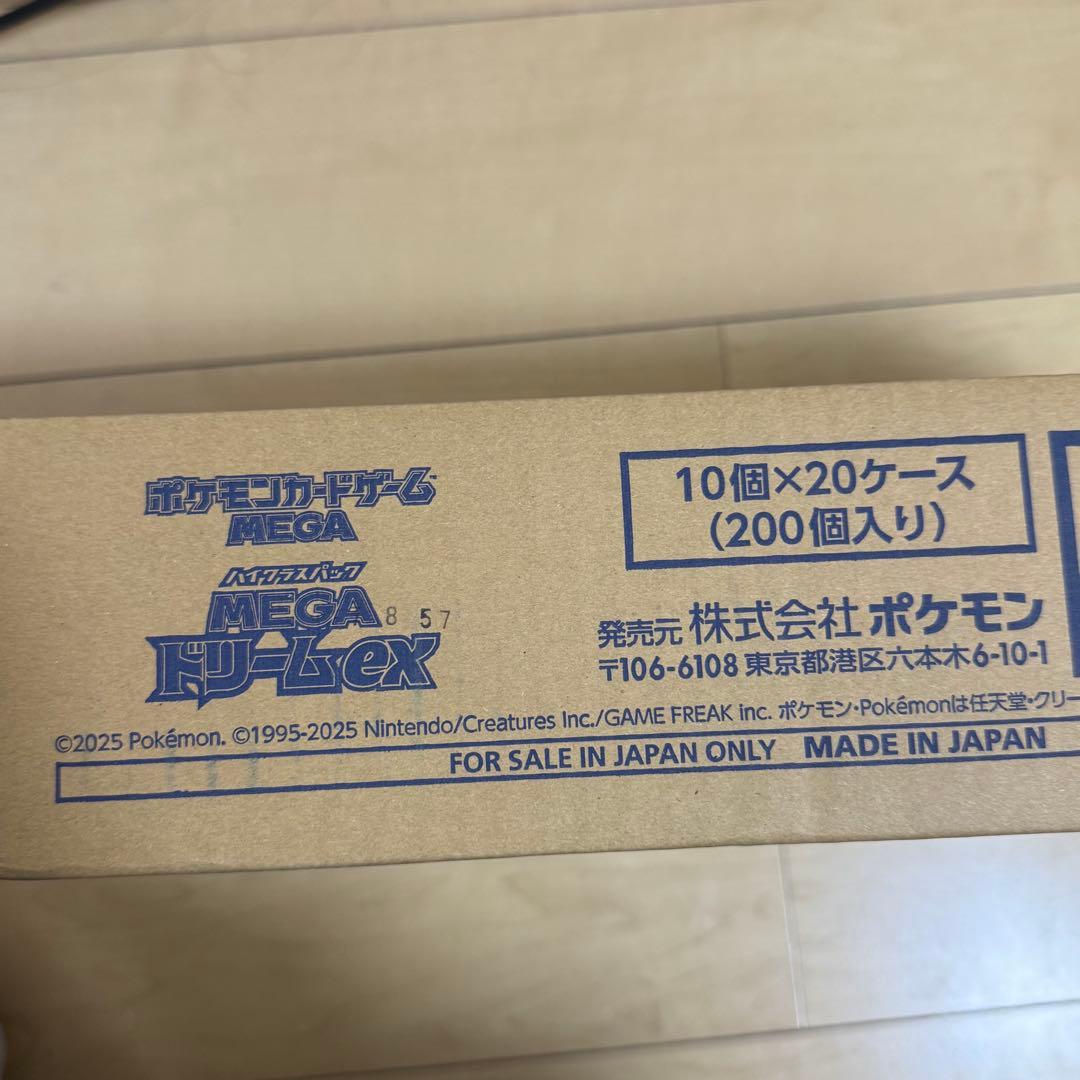 ポケモンカードゲーム
MEGA
ハイクラスパック
MEGA
ドリームex
8 57
10個×20ケース
(200個入り)
発売元 株式会社 ポケモン
〒106-6108 東京都港区六本木6-10-1
©2025 Pokémon. ©1995-2025 Nintendo/Creatures Inc./GAME FREAK inc. ポケモン・Pokémonは任天堂・クリー
FOR SALE IN JAPAN ONLY MADE IN JAPAN